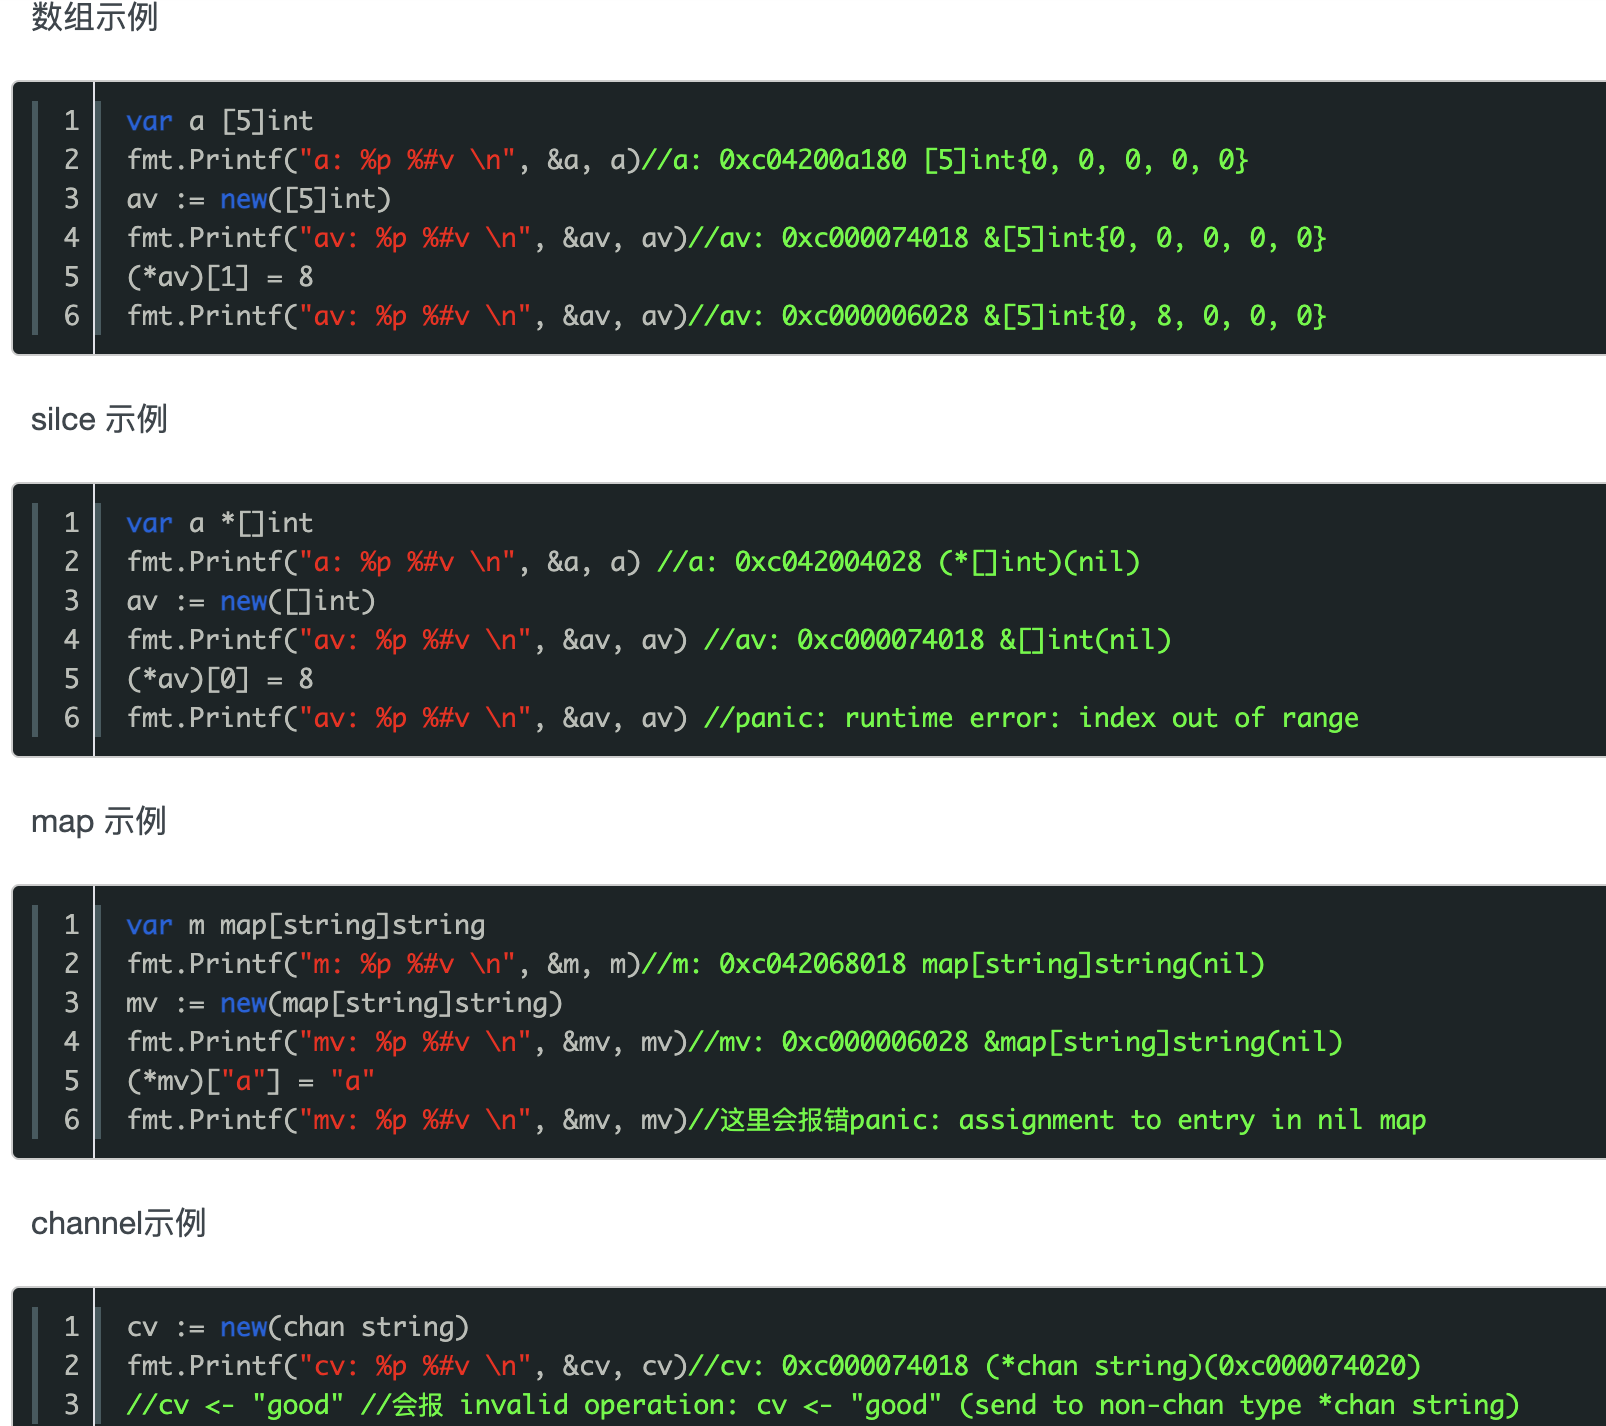 数组示例
1 var a [5]int
2 fmt.Printf("a: %p %#v \n", &a, a)//a: 0xc04200a180 [5]int{0, 0, 0, 0, 0}
3 av := new([5]int)
4 fmt.Printf("av: %p %#v \n", &av, av)//av: 0xc000074018 &[5]int{0, 0, 0, 0, 0}
5 (*av)[1] = 8
6 fmt.Printf("av: %p %#v \n", &av, av)//av: 0xc000006028 &[5]int{0, 8, 0, 0, 0}
silce 示例
1 var a *[]int
2 fmt.Printf("a: %p %#v \n", &a, a) //a: 0xc042004028 (*[]int)(nil)
3 av := new([]int)
4 fmt.Printf("av: %p %#v \n", &av, av) //av: 0xc000074018 &[]int(nil)
5 (*av)[0] = 8
6 fmt.Printf("av: %p %#v \n", &av, av) //panic: runtime error: index out of range
map 示例
1 var m map[string]string
2 fmt.Printf("m: %p %#v \n", &m, m)//m: 0xc042068018 map[string]string(nil)
3 mv := new(map[string]string)
4 fmt.Printf("mv: %p %#v \n", &mv, mv)//mv: 0xc000006028 &map[string]string(nil)
5 (*mv)["a"] = "a"
6 fmt.Printf("mv: %p %#v \n", &mv, mv)//这里会报错panic: assignment to entry in nil map
channel示例
1 cv := new(chan string)
2 fmt.Printf("cv: %p %#v \n", &cv, cv)//cv: 0xc000074018 (*chan string)(0xc000074020)
3 //cv <- "good" //会报 invalid operation: cv <- "good" (send to non-chan type *chan string)